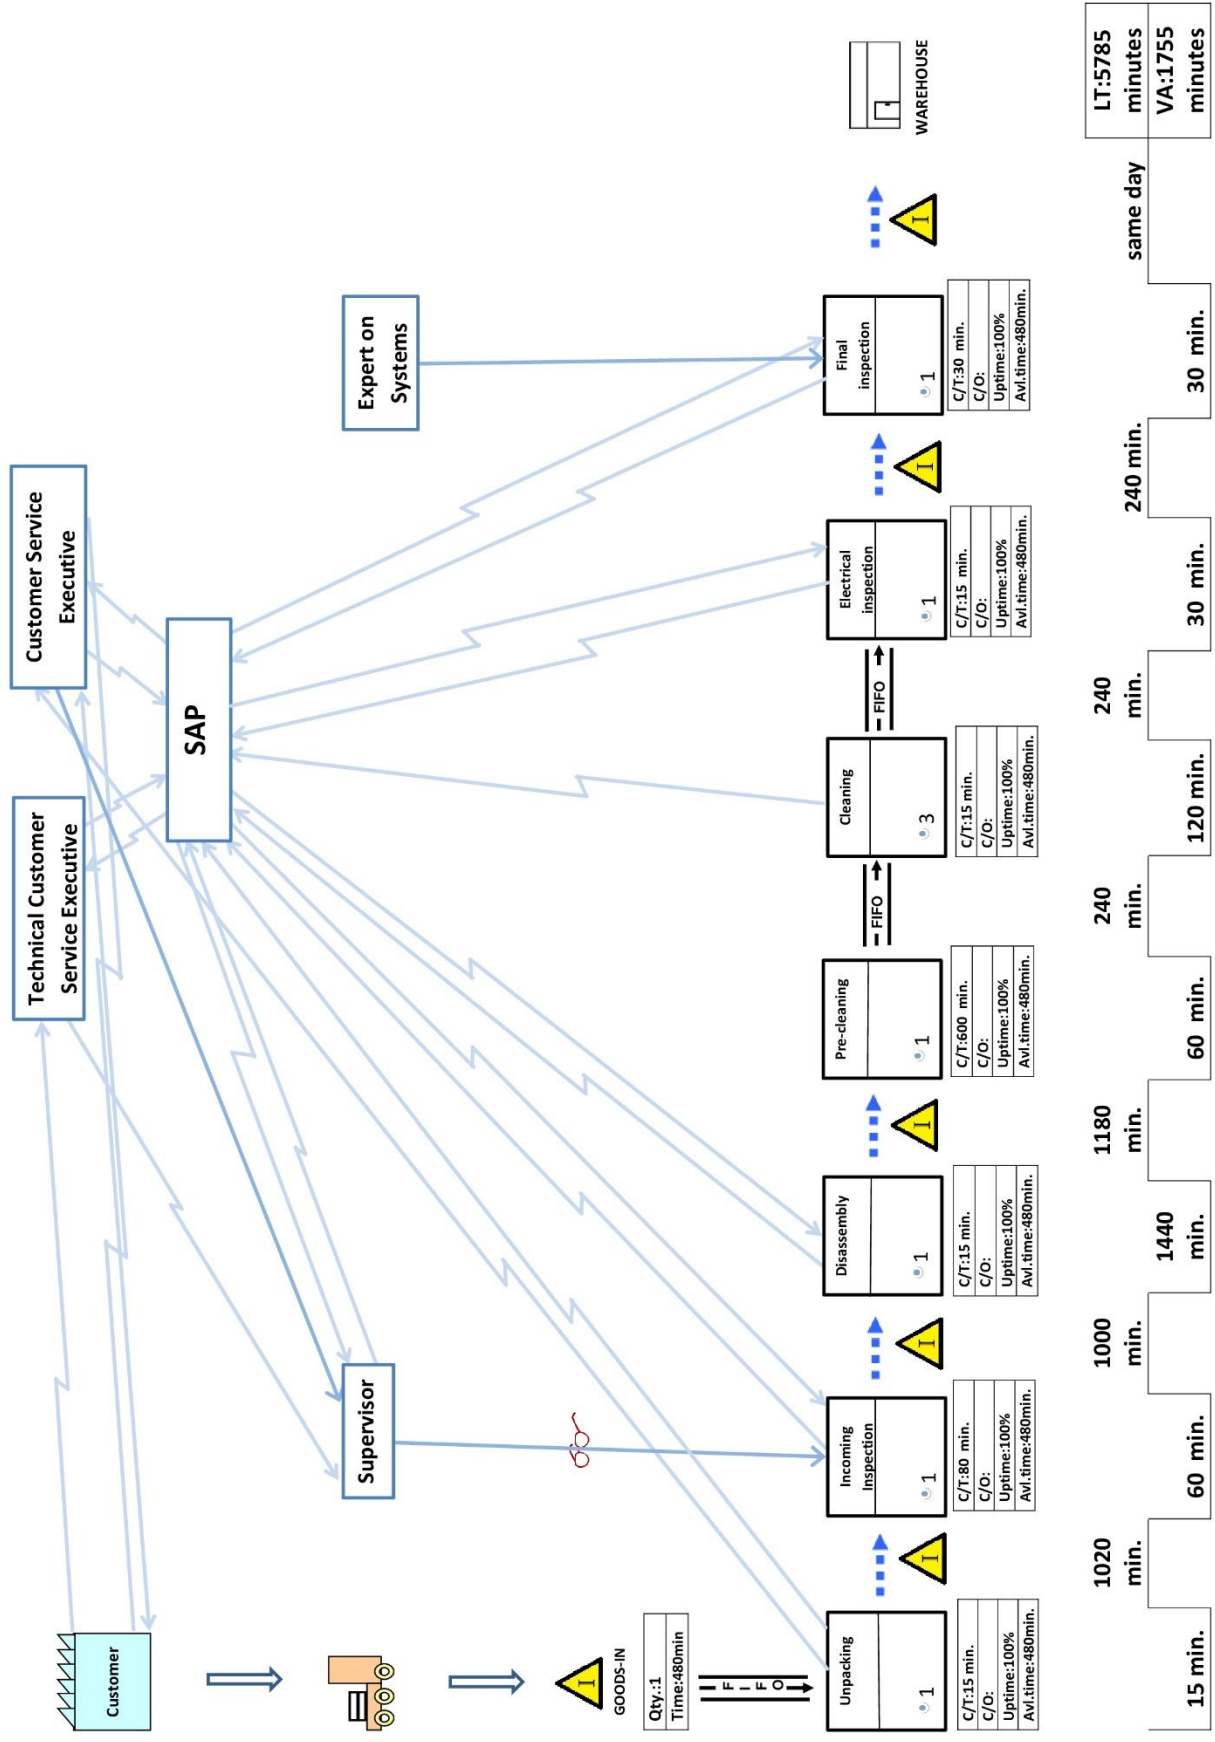 Customer
Technical Customer
Service Executive
Customer Service
Executive
SAP
Supervisor
Expert on
Systems
I
GOODS-IN
Qty.:1
Time:480min
FIFO
Unpacking
1
C/T:15 min.
C/O:
Uptime:100%
Avl.time:480min.
I
Incoming
Inspection
1
C/T:80 min.
C/O:
Uptime:100%
Avl.time:480min.
I
Disassembly
1
C/T:15 min.
C/O:
Uptime:100%
Avl.time:480min.
I
Pre-cleaning
1
C/T:600 min.
C/O:
Uptime:100%
Avl.time:480min.
FIFO
Cleaning
3
C/T:15 min.
C/O:
Uptime:100%
Avl.time:480min.
FIFO
Electrical
inspection
1
C/T:15 min.
C/O:
Uptime:100%
Avl.time:480min.
I
Final
inspection
1
C/T:30 min.
C/O:
Uptime:100%
Avl.time:480min.
I
WAREHOUSE
15 min.
1020
min.
60 min.
1000
min.
1440
min.
1180
min.
60 min.
240
min.
120 min.
240
min.
30 min.
240 min.
30 min.
same day
LT:5785
minutes
VA:1755
minutes